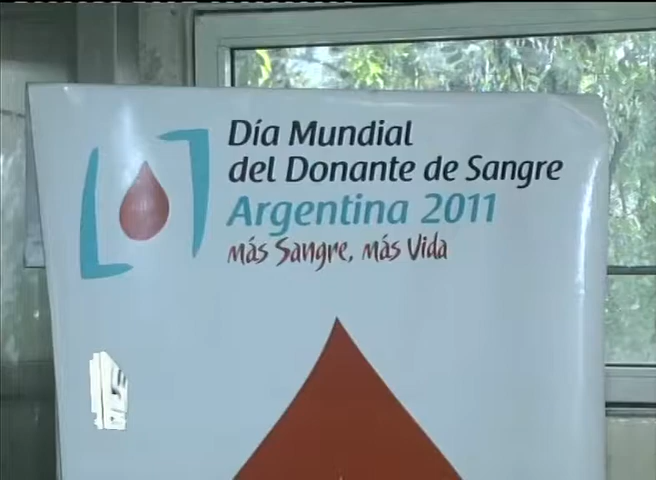 Día Mundial
del Donante de Sangre
Argentina 2011
Más Sangre, más Vida